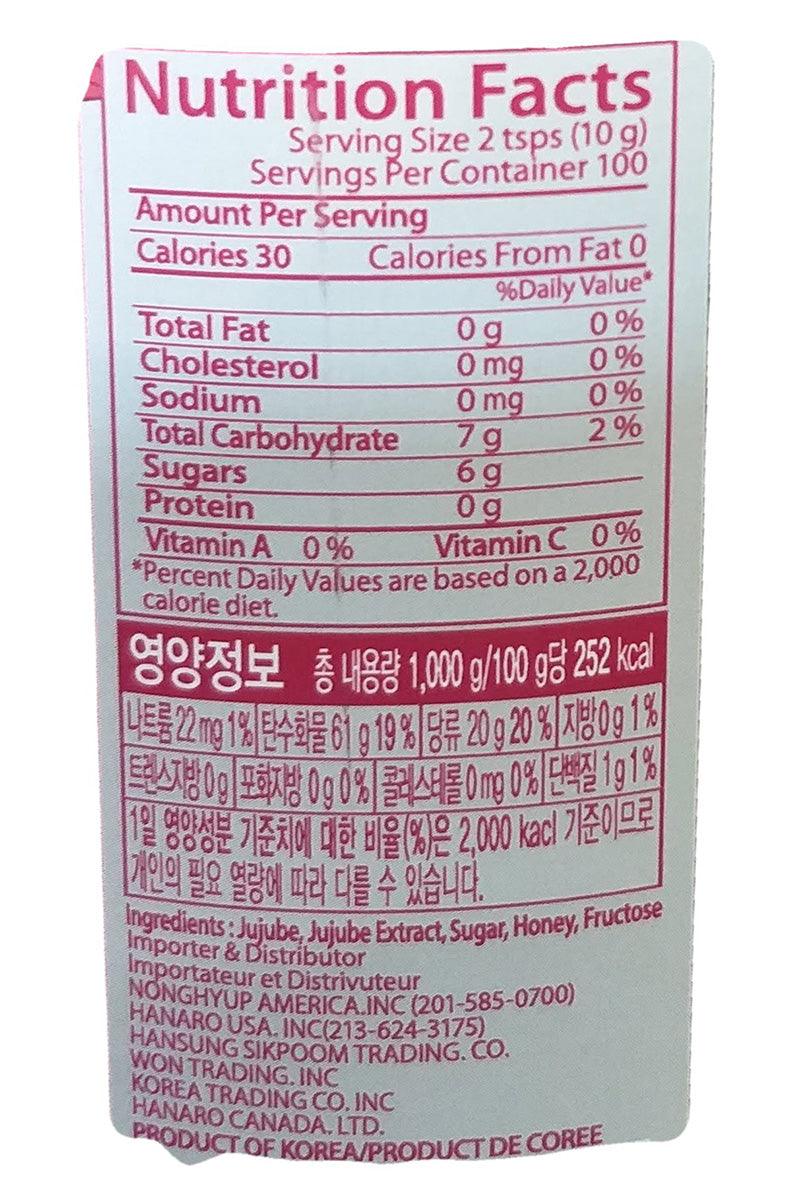 Nutrition Facts
Serving Size 2 tsps (10 g)
Servings Per Container 100
Amount Per Serving
Calories 30 Calories From Fat 0
%Daily Value*
Total Fat 0 g 0 %
Cholesterol 0 mg 0 %
Sodium 0 mg 0 %
Total Carbohydrate 7 g 2 %
Sugars 6 g
Protein 0 g
Vitamin A 0 % Vitamin C 0 %
*Percent Daily Values are based on a 2,000
calorie diet.
영양정보 총 내용량 1,000 g/100 g당 252 kcal
나트륨 22 mg 1% 탄수화물 61 g 19 % 당류 20 g 20 % 지방 0 g 1 %
트랜스지방 0 g 포화지방 0 g 0 % 콜레스테롤 0 mg 0 % 단백질 1 g 1 %
1일 영양성분 기준치에 대한 비율(%)은 2,000 kacl 기준이므로
개인의 필요 열량에 따라 다를 수 있습니다.
Ingredients : Jujube, Jujube Extract, Sugar, Honey, Fructose
Importer & Distributor
Importateur et Distrivuteur
NONGHYUP AMERICA.INC (201-585-0700)
HANARO USA. INC(213-624-3175)
HANSUNG SIKPOOM TRADING. CO.
WON TRADING. INC
KOREA TRADING CO. INC
HANARO CANADA. LTD.
PRODUCT OF KOREA/PRODUCT DE COREE